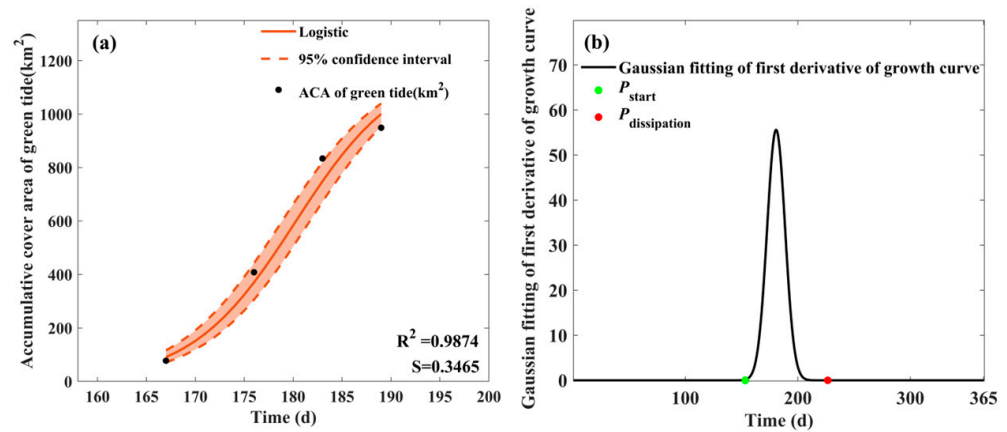 (a)
Logistic
95% confidence interval
ACA of green tide(km²)
Accumulative cover area of green tide(km²)
1200
1000
800
600
400
200
0
R² =0.9874
S=0.3465
160 165 170 175 180 185 190 195 200
Time (d)
(b)
Gaussian fitting of first derivative of growth curve
P_start
P_dissipation
Gaussian fitting of first derivative of growth curve
70
60
50
40
30
20
10
0
100 200 300 365
Time (d)